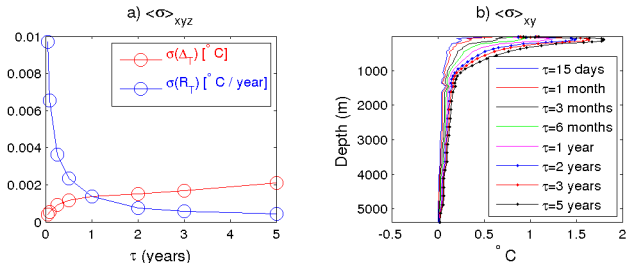 a) <σ>xyz
0.01
0.008
0.006
0.004
0.002
0
0 1 2 3 4 5
τ (years)
σ(ΔT) [°C]
σ(RT) [°C / year]
b) <σ>xy
Depth (m)
1000
2000
3000
4000
5000
-0.5 0 0.5 1 1.5 2
°C
τ=15 days
τ=1 month
τ=3 months
τ=6 months
τ=1 year
τ=2 years
τ=3 years
τ=5 years